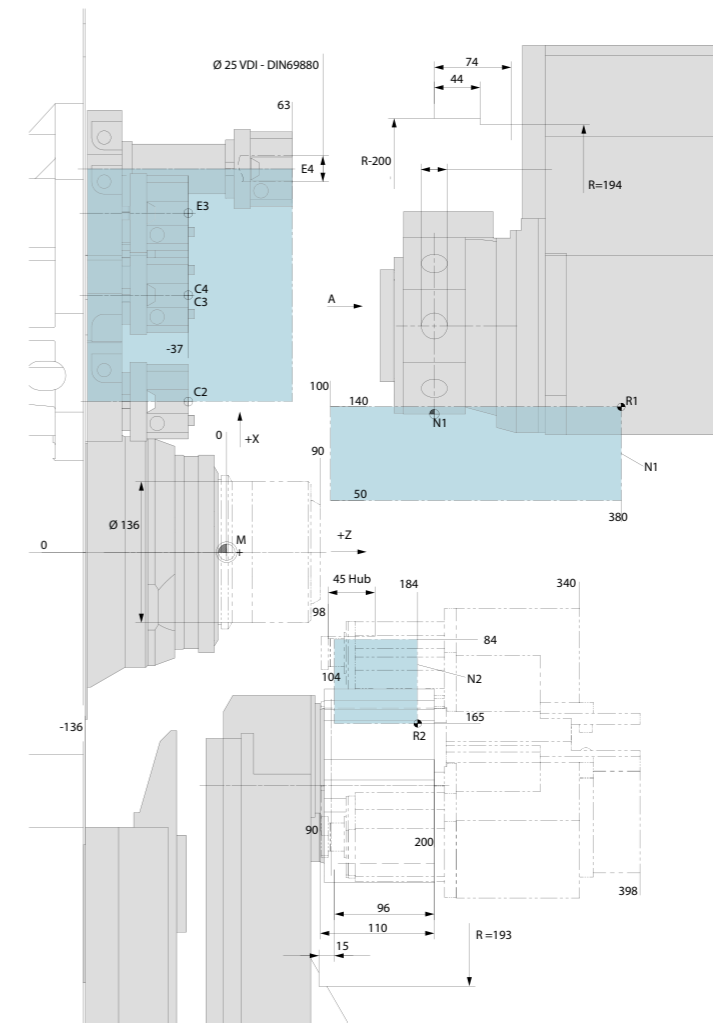 74
Ø 25 VDI - DIN69880
44
63
R-200
E4
R=194
E3
A
C4
C3
-37
100
140
C2
R1
N1
0
+X
90
N1
50
380
Ø 136
+Z
M
0
+
45 Hub
184
340
98
84
104
N2
-136
165
R2
90
200
398
96
110
R =193
15